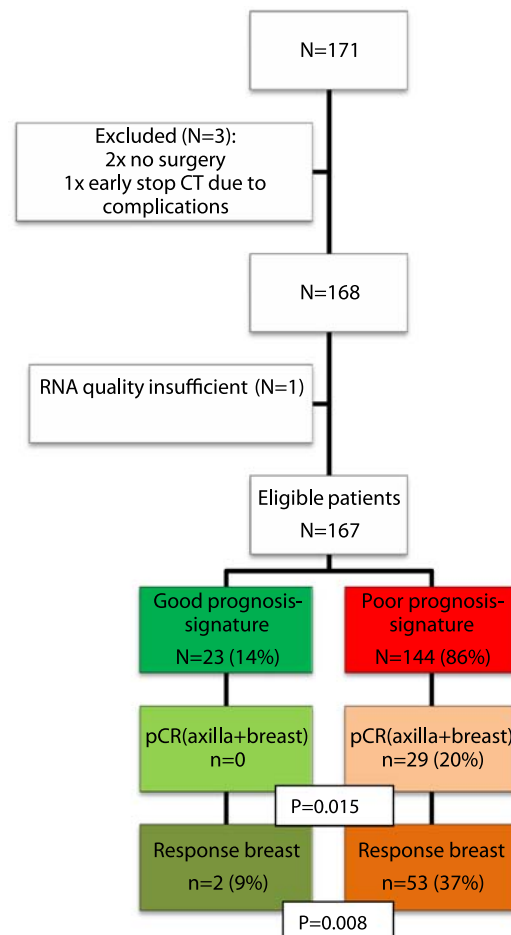 N=171
Excluded (N=3):
2x no surgery
1x early stop CT due to
complications
N=168
RNA quality insufficient (N=1)
Eligible patients
N=167
Good prognosis-
signature
N=23 (14%)
Poor prognosis-
signature
N=144 (86%)
pCR(axilla+breast)
n=0
pCR(axilla+breast)
n=29 (20%)
P=0.015
Response breast
n=2 (9%)
Response breast
n=53 (37%)
P=0.008